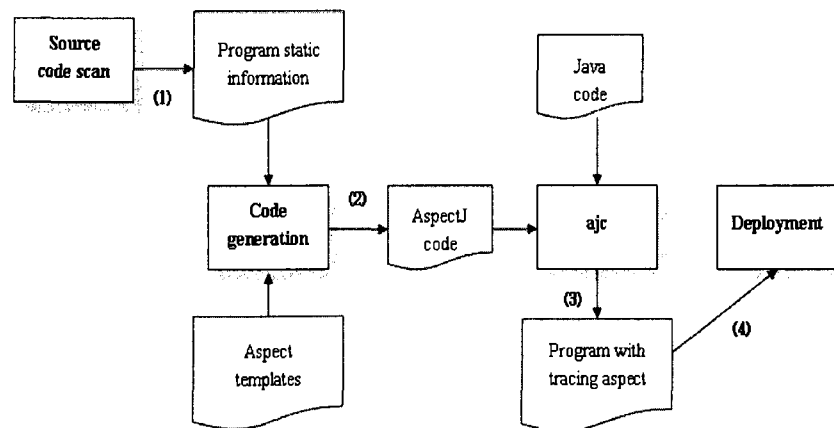 Source
code scan
(1)
Program static
information
Java
code
Code
generation
(2)
AspectJ
code
ajc
Deployment
(3)
(4)
Aspect
templates
Program with
tracing aspect